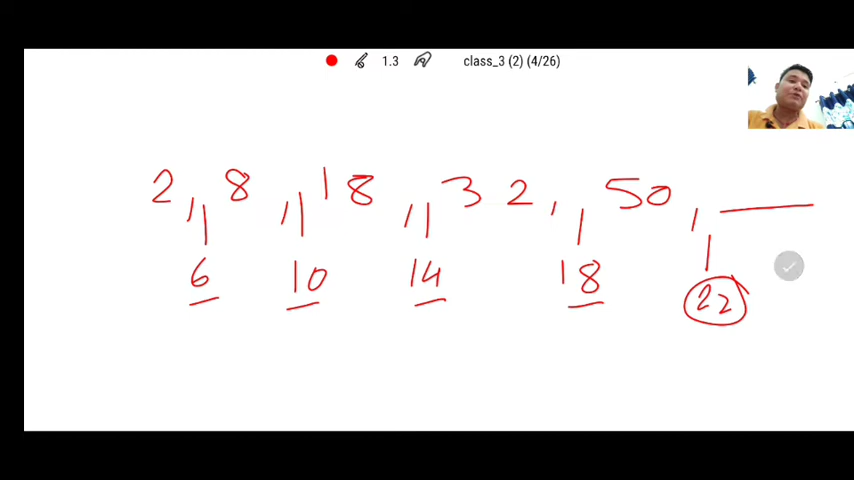 1.3 class_3 (2) (4/26)
2, 8, 18, 32, 50, ____
6 10 14 18 22